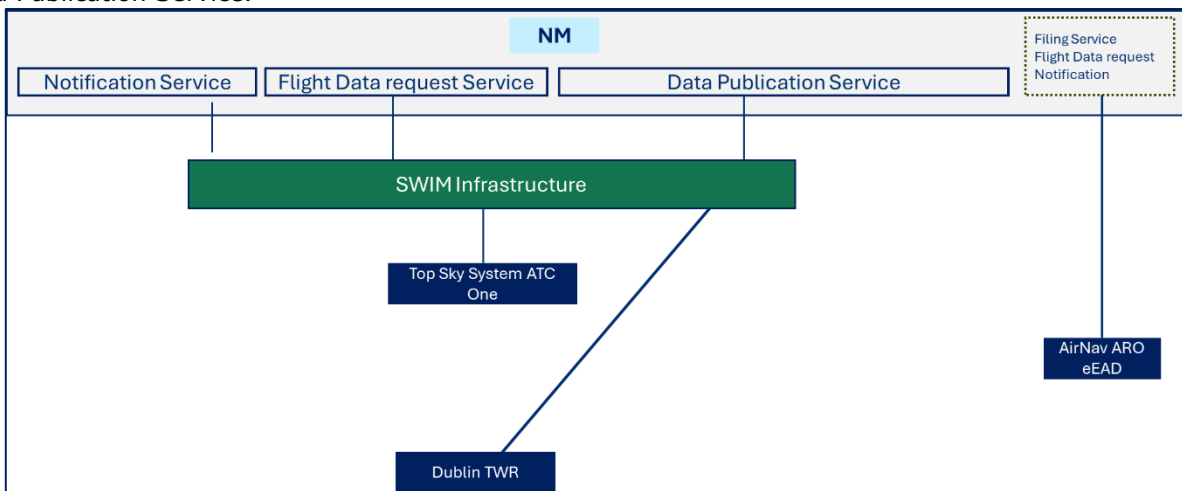 NM
Filing Service
Flight Data request
Notification
Notification Service
Flight Data request Service
Data Publication Service
SWIM Infrastructure
Top Sky System ATC
One
AirNav ARO
eEAD
Dublin TWR